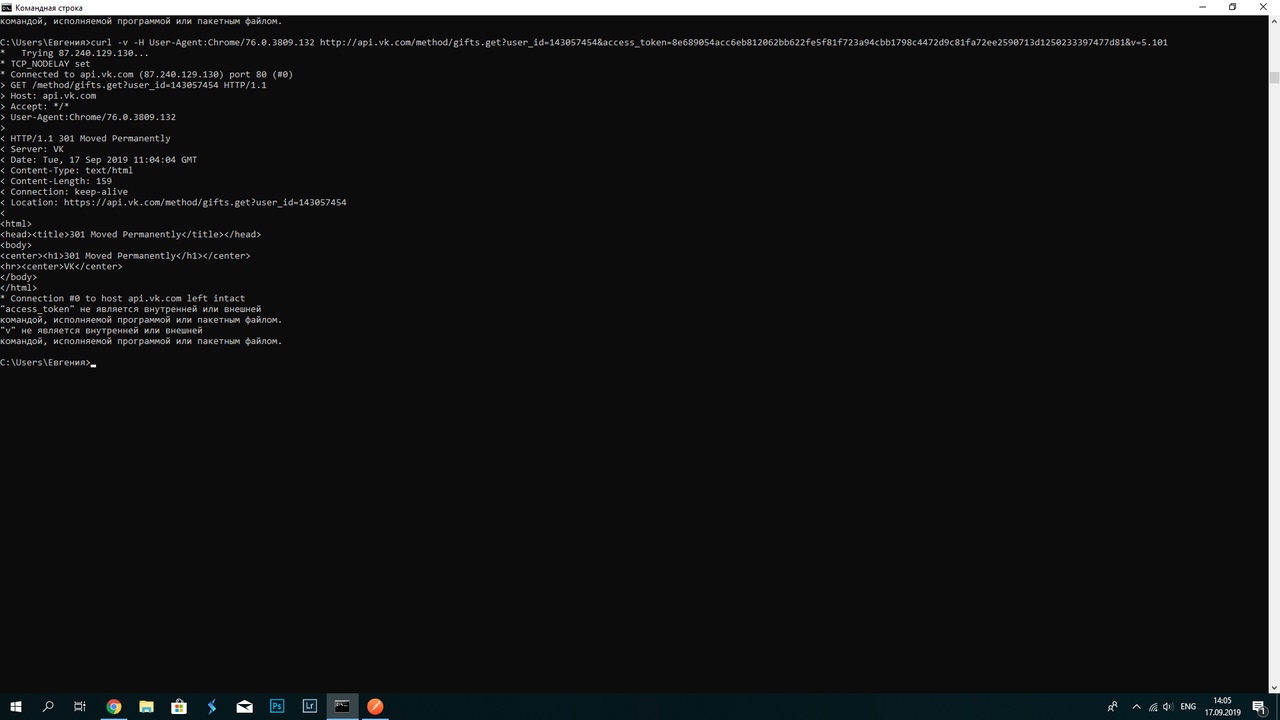 Командная строка
командой, исполняемой программой или пакетным файлом.
C:\Users\Евгения>curl -v -H User-Agent:Chrome/76.0.3809.132 http://api.vk.com/method/gifts.get?user_id=143057454&access_token=8e689054acc6eb812062bb622fe5f81f723a94cbb1798c4472d9c81fa72ee2590713d1250233397477d81&v=5.101
*   Trying 87.240.129.130...
* TCP_NODELAY set
* Connected to api.vk.com (87.240.129.130) port 80 (#0)
> GET /method/gifts.get?user_id=143057454 HTTP/1.1
> Host: api.vk.com
> Accept: */*
> User-Agent:Chrome/76.0.3809.132
>
< HTTP/1.1 301 Moved Permanently
< Server: VK
< Date: Tue, 17 Sep 2019 11:04:04 GMT
< Content-Type: text/html
< Content-Length: 159
< Connection: keep-alive
< Location: https://api.vk.com/method/gifts.get?user_id=143057454
<
<html>
<head><title>301 Moved Permanently</title></head>
<body>
<center><h1>301 Moved Permanently</h1></center>
<hr><center>VK</center>
</body>
</html>
* Connection #0 to host api.vk.com left intact
"access_token" не является внутренней или внешней
командой, исполняемой программой или пакетным файлом.
"v" не является внутренней или внешней
командой, исполняемой программой или пакетным файлом.
C:\Users\Евгения>
Ps
Lr
ENG
14:05
17.09.2019
1